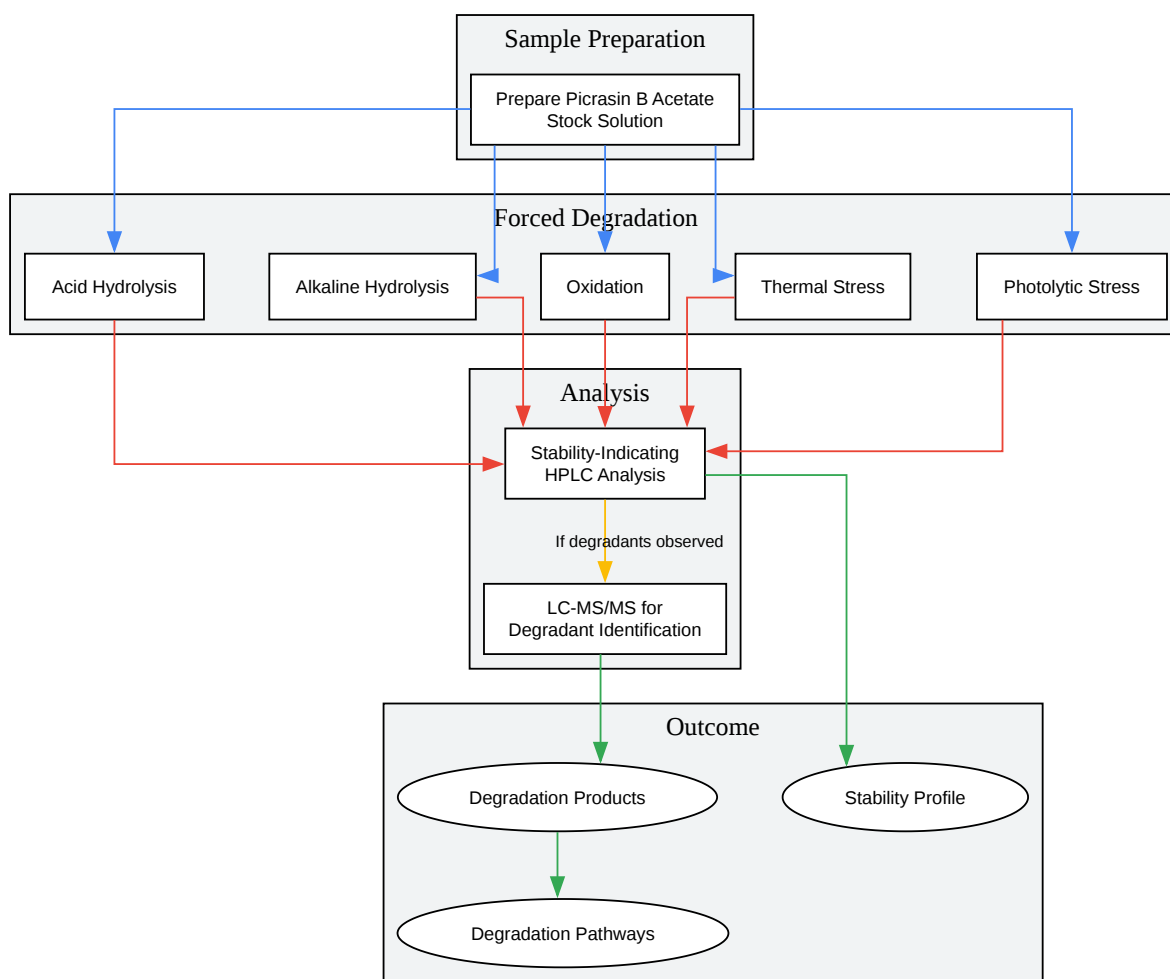 Sample Preparation
Prepare Picrasin B Acetate
Stock Solution
Forced Degradation
Acid Hydrolysis
Alkaline Hydrolysis
Oxidation
Thermal Stress
Photolytic Stress
Analysis
Stability-Indicating
HPLC Analysis
If degradants observed
LC-MS/MS for
Degradant Identification
Outcome
Degradation Products
Stability Profile
Degradation Pathways